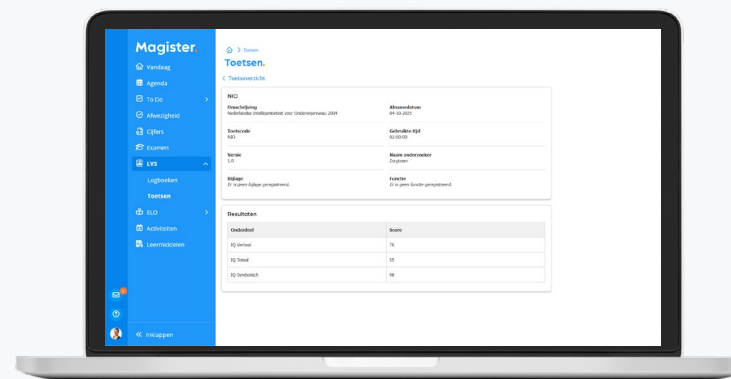 Magister.
Vandaag
Agenda
To Do
Afwezigheid
Cijfers
Examen
LVS
Logboeken
Toetsen
ELO
Activiteiten
Leermiddelen
Inklappen
Toetsen
Toetsen.
Toetsoverzicht
NIO
Omschrijving
Nederlandse Intelligentietest voor Onderwijsniveau 2004
Afnamedatum
04-10-2025
Toetscode
NIO
Gebruikte tijd
01:00:00
Versie
1.0
Naam onderzoeker
Bijlage
Er is geen bijlage geregistreerd.
Functie
Er is geen functie geregistreerd.
Resultaten
Onderdeel Score
IQ Verbaal
IQ Totaal
IQ Symbolisch 98